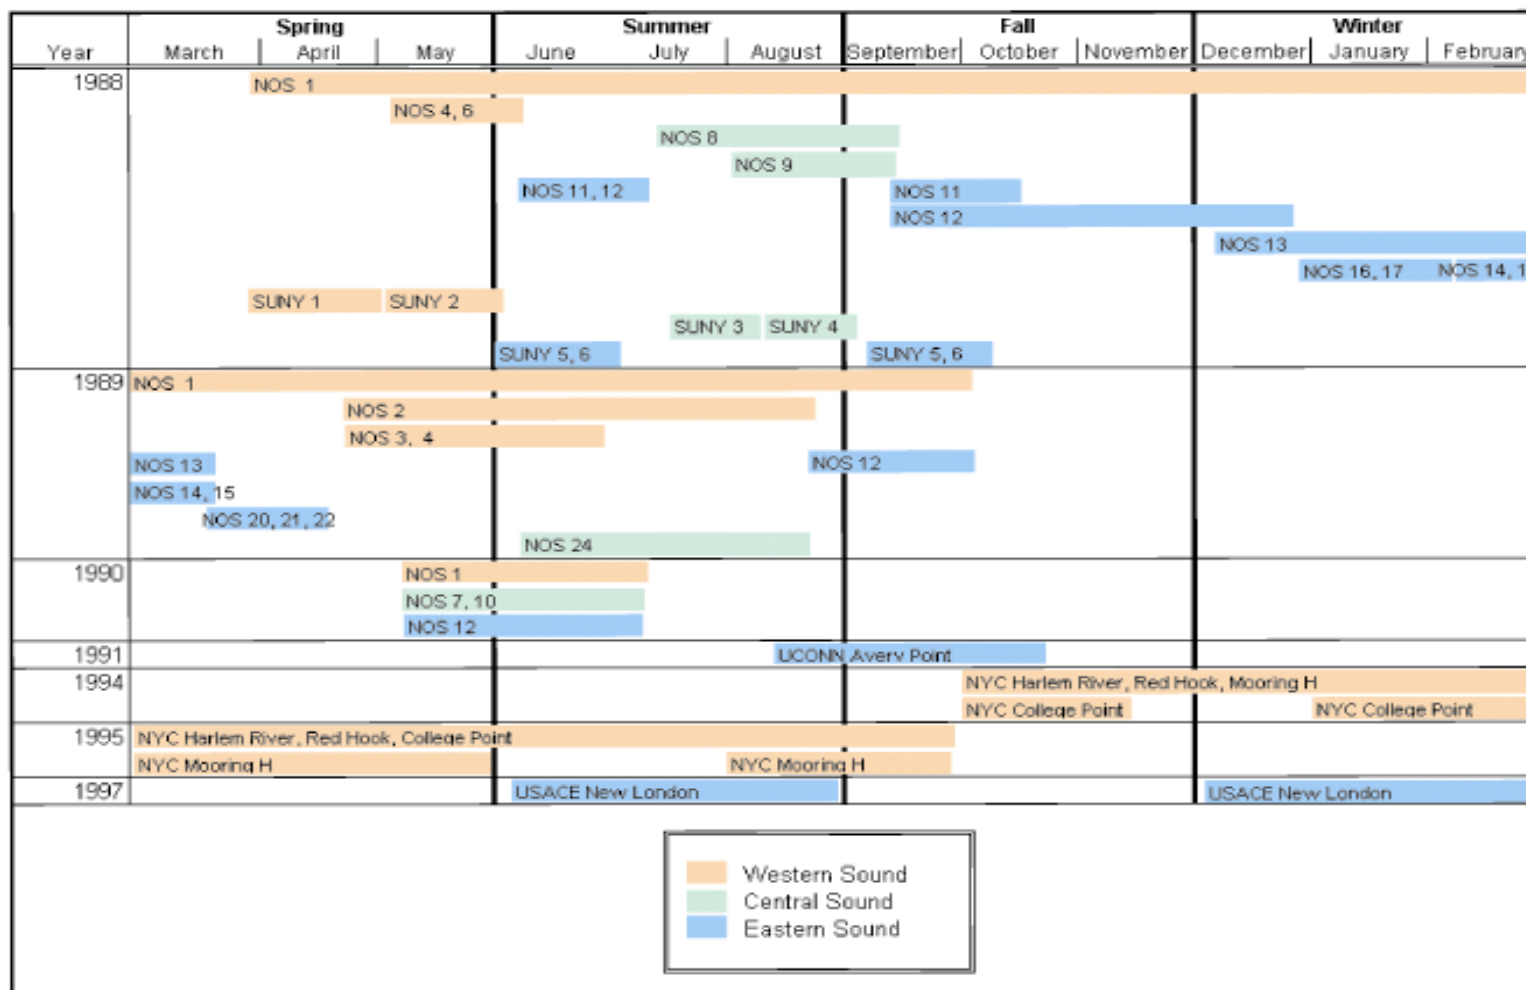 Spring Summer Fall Winter
Year March April May June July August September October November December January February
1988 NOS 1
NOS 4, 6
NOS 8
NOS 9
NOS 11, 12 NOS 11
NOS 12
NOS 13
NOS 16, 17 NOS 14, 1
SUNY 1 SUNY 2
SUNY 3 SUNY 4
SUNY 5, 6 SUNY 5, 6
1989 NOS 1
NOS 2
NOS 3, 4
NOS 13 NOS 12
NOS 14, 15
NOS 20, 21, 22
NOS 24
1990 NOS 1
NOS 7, 10
NOS 12
1991 UCONN Avery Point
1994 NYC Harlem River, Red Hook, Mooring H
NYC College Point NYC College Point
1995 NYC Harlem River, Red Hook, College Point
NYC Mooring H NYC Mooring H
1997 USACE New London USACE New London
Western Sound
Central Sound
Eastern Sound